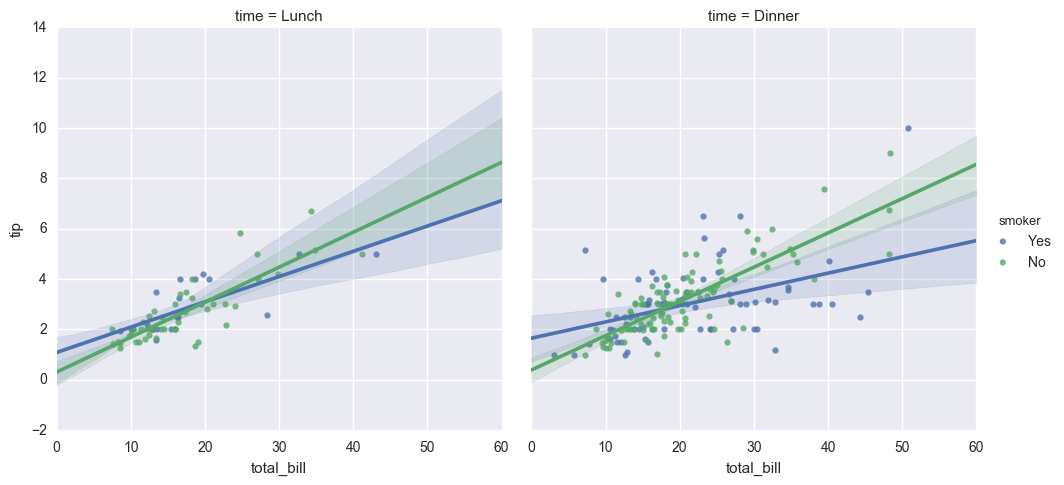 time = Lunch
time = Dinner
14
12
10
8
6
4
2
0
−2
tip
0 10 20 30 40 50 60
0 10 20 30 40 50 60
total_bill
total_bill
smoker
Yes
No